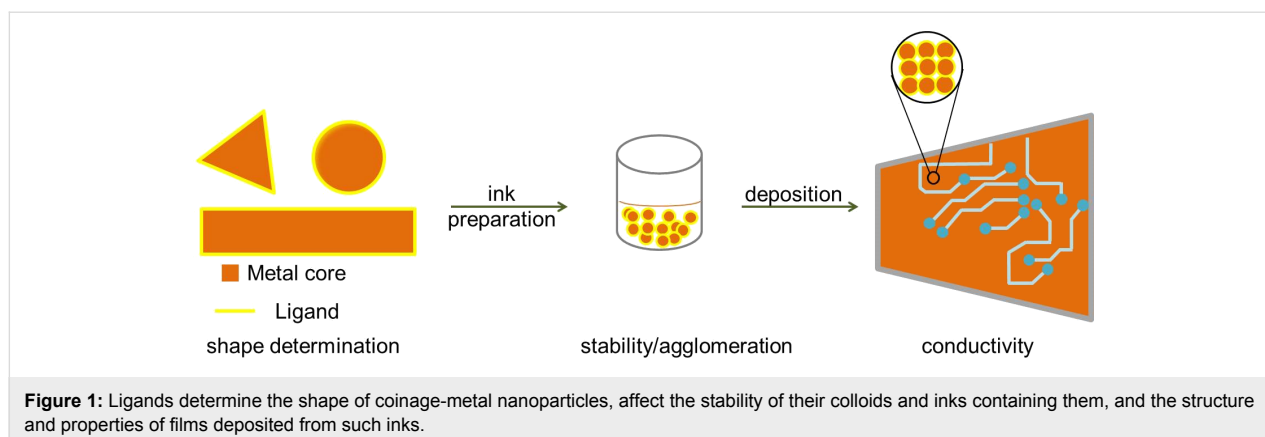 ink
preparation
deposition
Metal core
Ligand
shape determination
stability/agglomeration
conductivity
Figure 1: Ligands determine the shape of coinage-metal nanoparticles, affect the stability of their colloids and inks containing them, and the structure
and properties of films deposited from such inks.